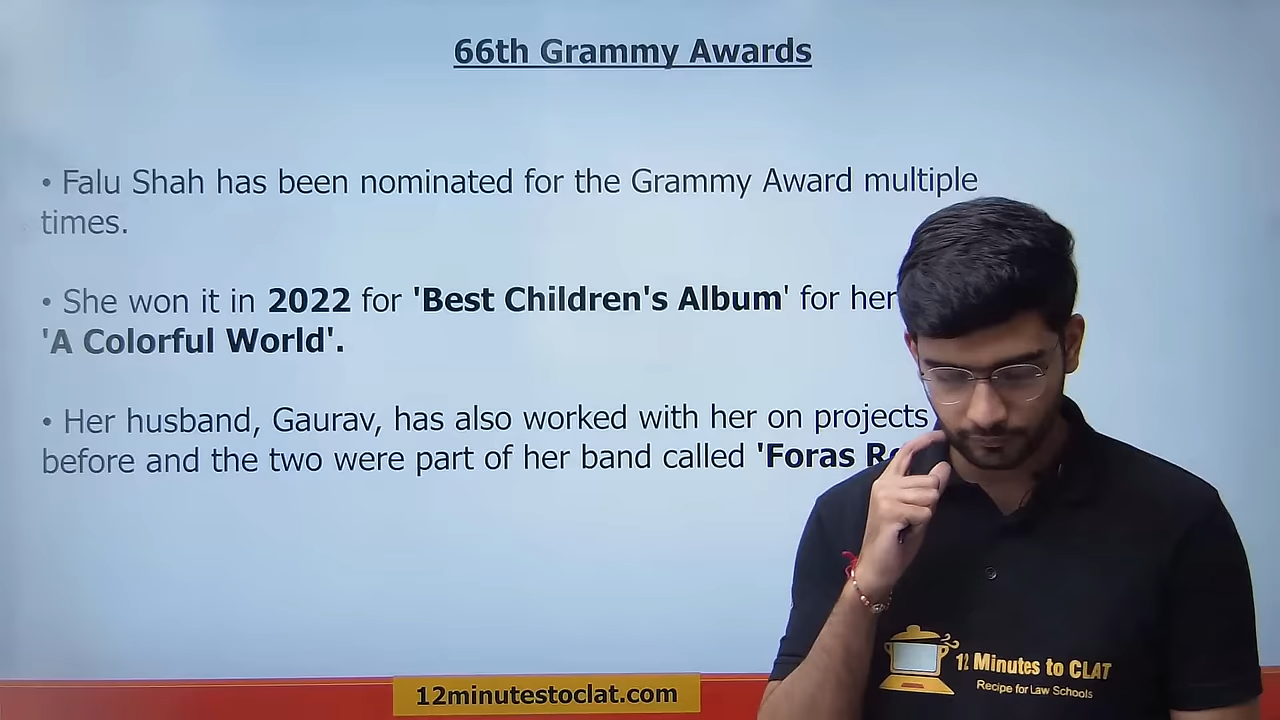 66th Grammy Awards
• Falu Shah has been nominated for the Grammy Award multiple
times.
• She won it in 2022 for 'Best Children's Album' for her
'A Colorful World'.
• Her husband, Gaurav, has also worked with her on projects
before and the two were part of her band called 'Foras
12minutestoclat.com
12 Minutes to CLAT
Recipe for Law Schools